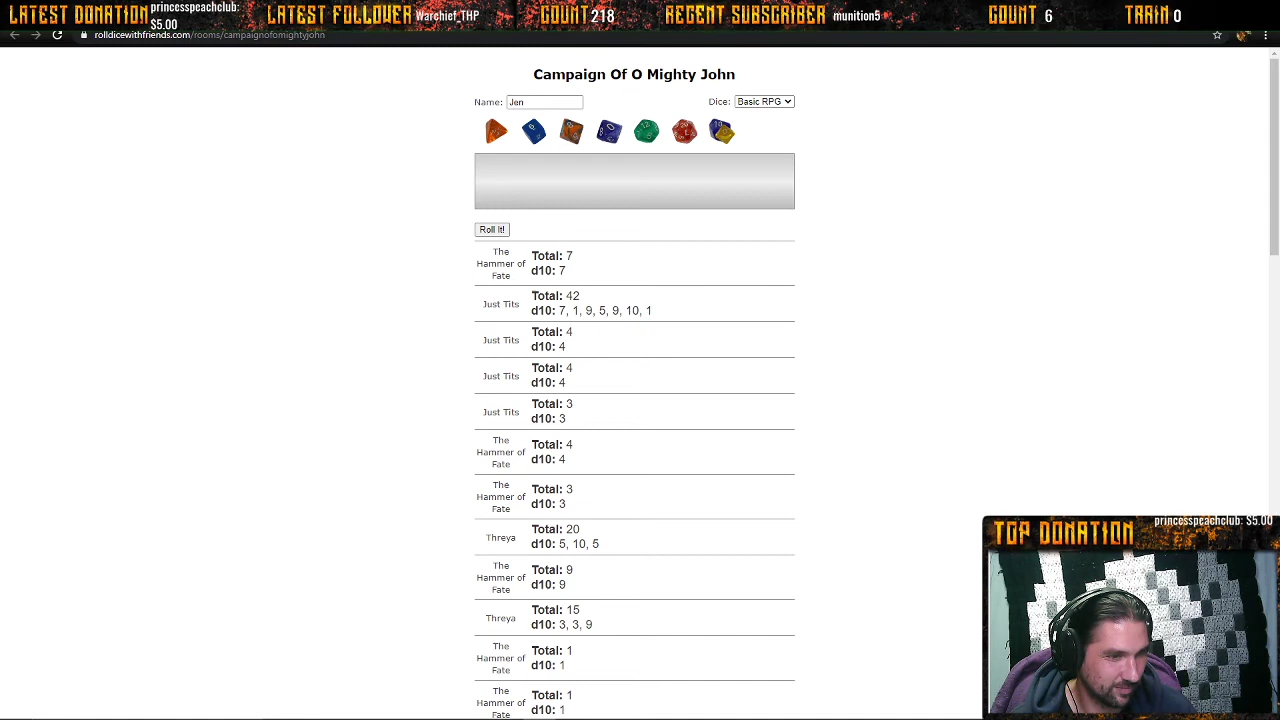 LATEST DONATION princesspeachclub: $5.00 LATEST FOLLOWER Warchief_THP COUNT 218 RECENT SUBSCRIBER munition5 COUNT 6 TRAIN 0
rolldicewithfriends.com/rooms/campaignofomightyjohn
Campaign Of O Mighty John
Name: Jen Dice: Basic RPG
Roll It!
The Hammer of Fate
Total: 7
d10: 7
Just Tits
Total: 42
d10: 7, 1, 9, 5, 9, 10, 1
Just Tits
Total: 4
d10: 4
Just Tits
Total: 4
d10: 4
Just Tits
Total: 3
d10: 3
The Hammer of Fate
Total: 4
d10: 4
The Hammer of Fate
Total: 3
d10: 3
Threya
Total: 20
d10: 5, 10, 5
The Hammer of Fate
Total: 9
d10: 9
Threya
Total: 15
d10: 3, 3, 9
The Hammer of Fate
Total: 1
d10: 1
The Hammer of Fate
Total: 1
d10: 1
TOP DONATION princesspeachclub: $5.00